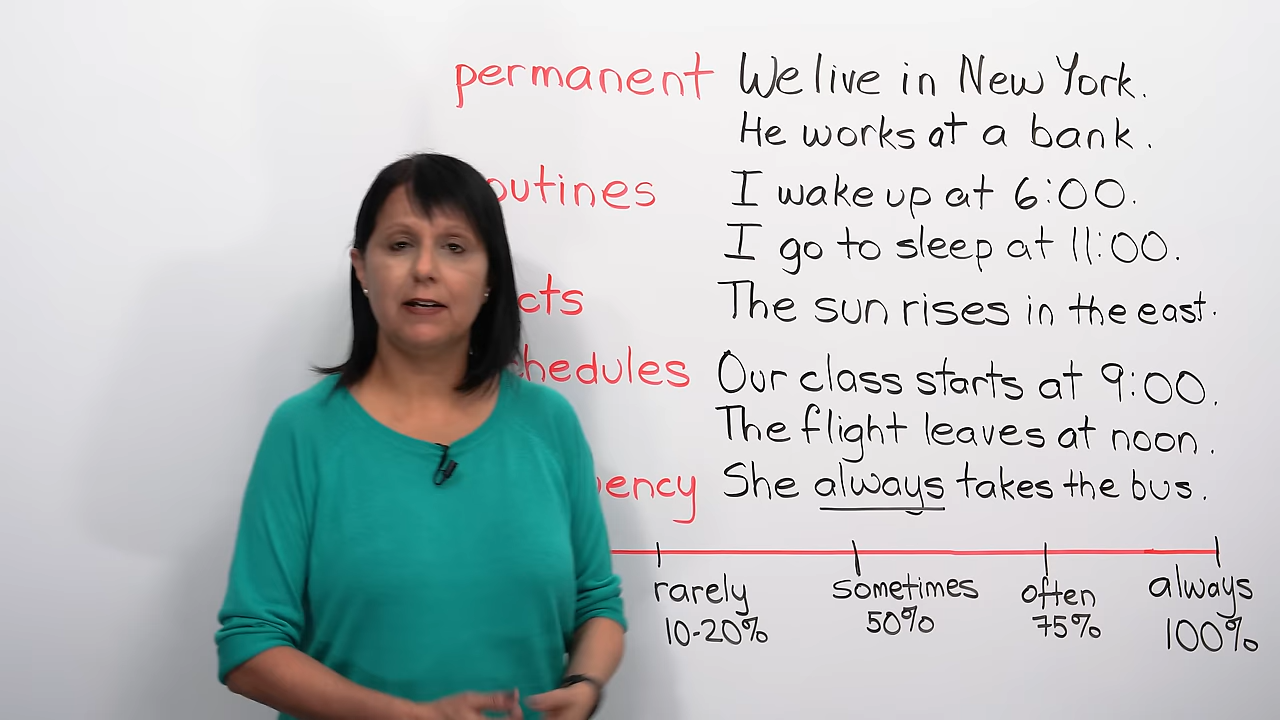 permanent We live in New York.
He works at a bank.
outines I wake up at 6:00.
I go to sleep at 11:00.
cts The sun rises in the east.
hedules Our class starts at 9:00.
The flight leaves at noon.
ency She always takes the bus.
rarely sometimes often always
10-20% 50% 75% 100%